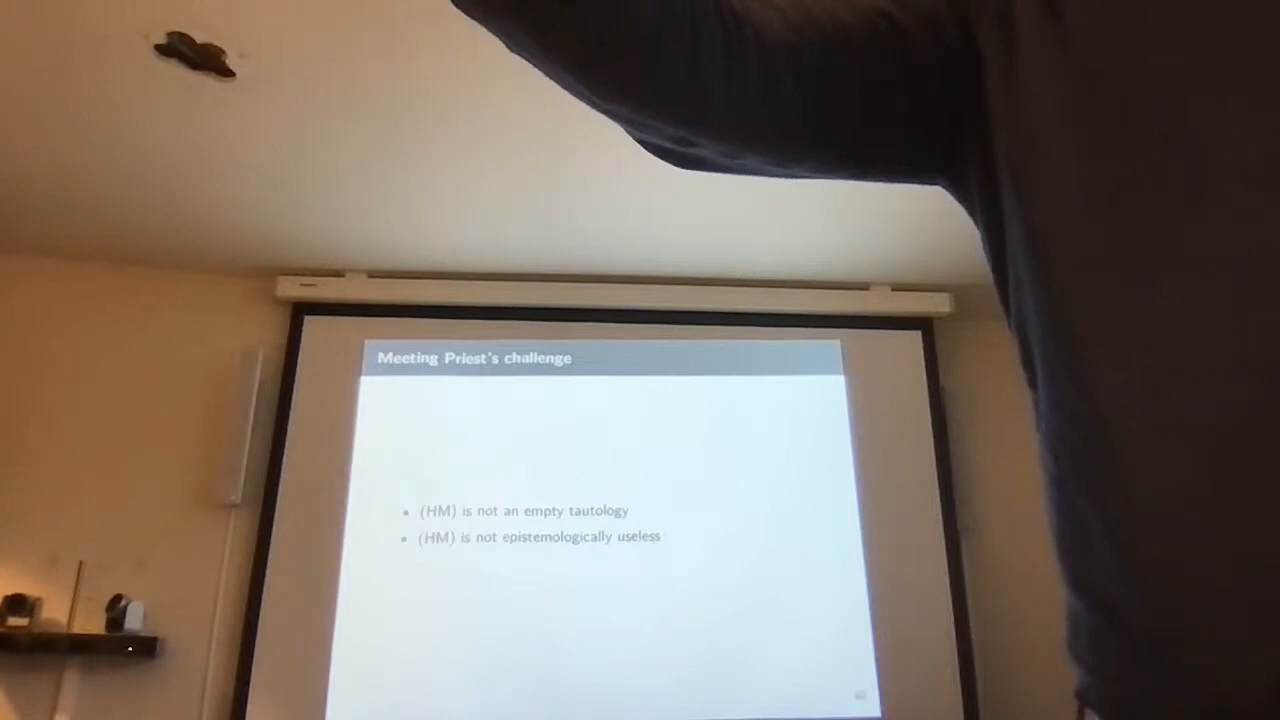 Meeting Priest's challenge
• (HM) is not an empty tautology
• (HM) is not epistemologically useless